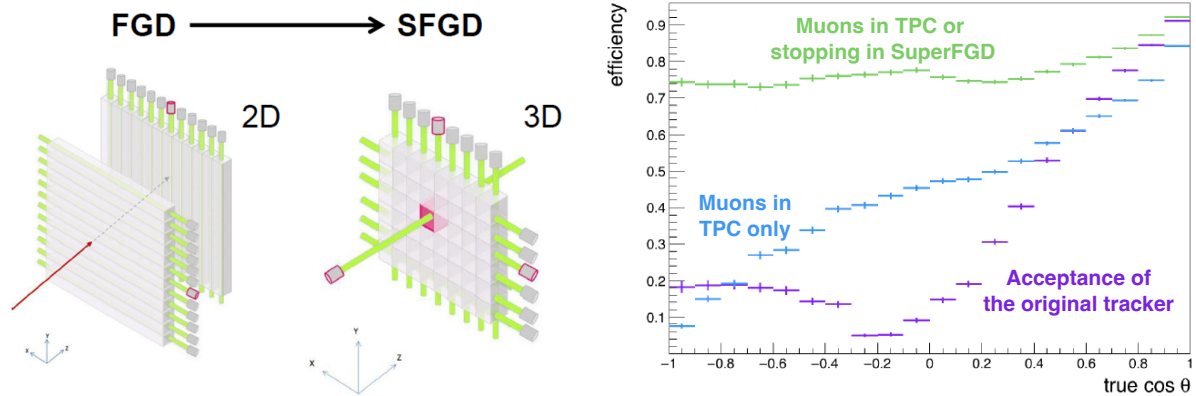 FGD
SFGD
2D
3D
X
Y
Z
X
Y
Z
efficiency
0.9
0.8
0.7
0.6
0.5
0.4
0.3
0.2
0.1
Muons in TPC or
stopping in SuperFGD
Muons in
TPC only
Acceptance of
the original tracker
−1
−0.8
−0.6
−0.4
−0.2
0
0.2
0.4
0.6
0.8
1
true cos θ